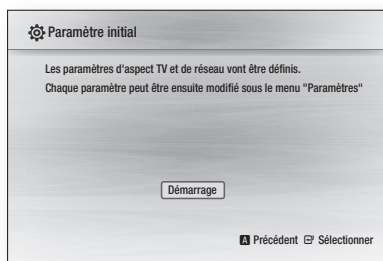 Paramètre initial
Les paramètres d'aspect TV et de réseau vont être définis.
Chaque paramètre peut être ensuite modifié sous le menu "Paramètres"
Démarrage
A Précédent Sélectionner